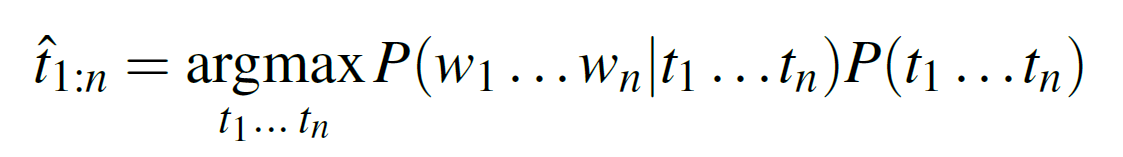 t̂₁:ₙ = argmax P(w₁ … wₙ|t₁ … tₙ)P(t₁ … tₙ)
t₁… tₙ